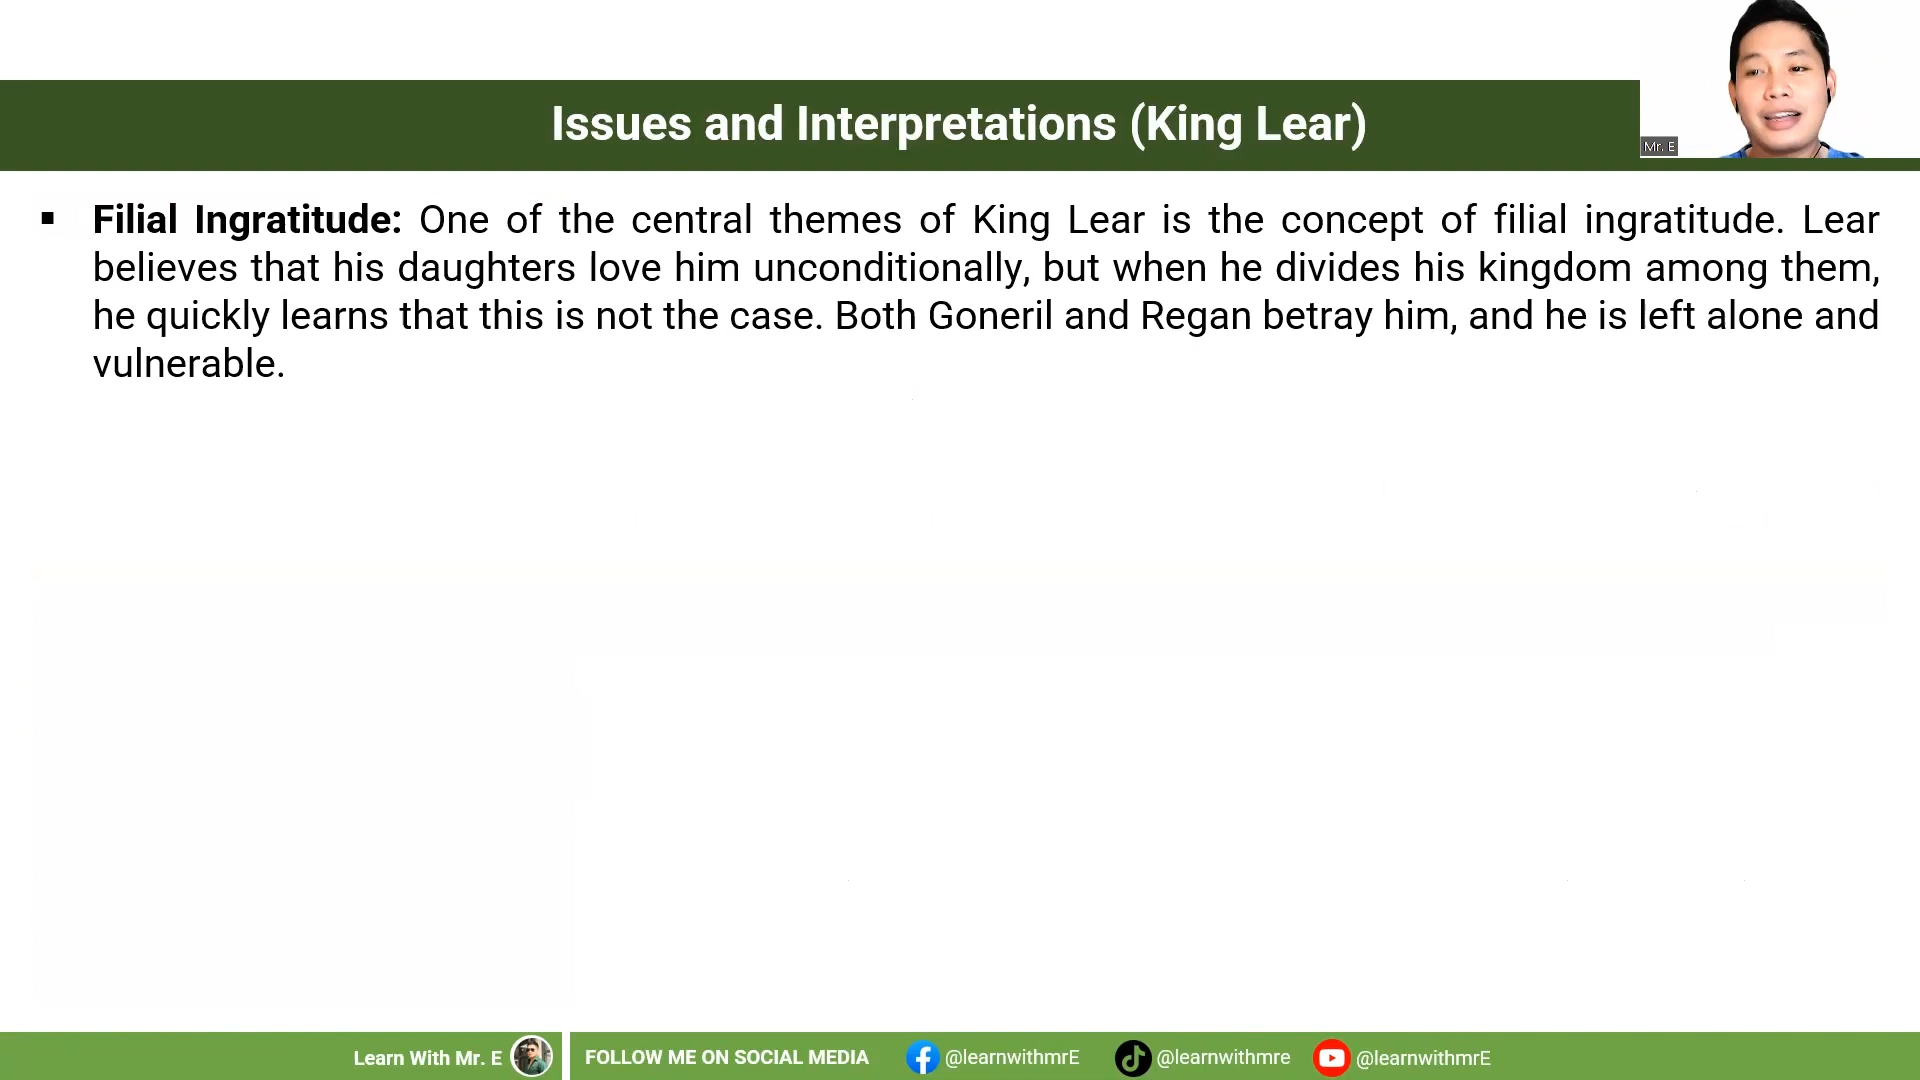 Issues and Interpretations (King Lear)
Mr. E
▪ Filial Ingratitude: One of the central themes of King Lear is the concept of filial ingratitude. Lear
believes that his daughters love him unconditionally, but when he divides his kingdom among them,
he quickly learns that this is not the case. Both Goneril and Regan betray him, and he is left alone and
vulnerable.
Learn With Mr. E
FOLLOW ME ON SOCIAL MEDIA @learnwithmrE @learnwithmre @learnwithmrE